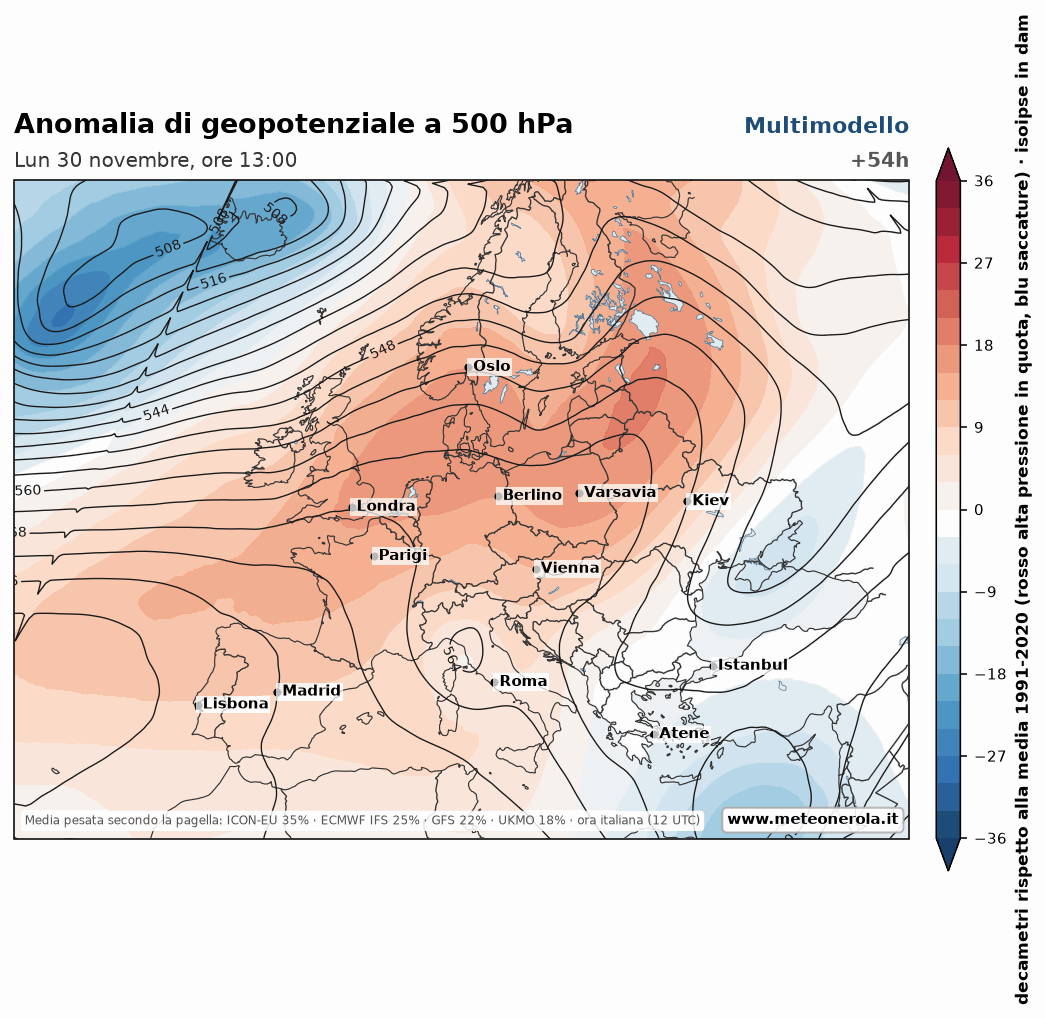 Anomalia di geopotenziale a 500 hPa
Multimodello
Lun 30 novembre, ore 13:00
+54h
508
508
516
548
544
560
564
Oslo
Londra
Berlino
Varsavia
Kiev
Parigi
Vienna
Istanbul
Roma
Madrid
Lisbona
Atene
Media pesata secondo la pagella: ICON-EU 35% · ECMWF IFS 25% · GFS 22% · UKMO 18% · ora italiana (12 UTC)
www.meteonerola.it
36
27
18
9
0
−9
−18
−27
−36
decametri rispetto alla media 1991-2020 (rosso alta pressione in quota, blu saccature) · isoipse in dam